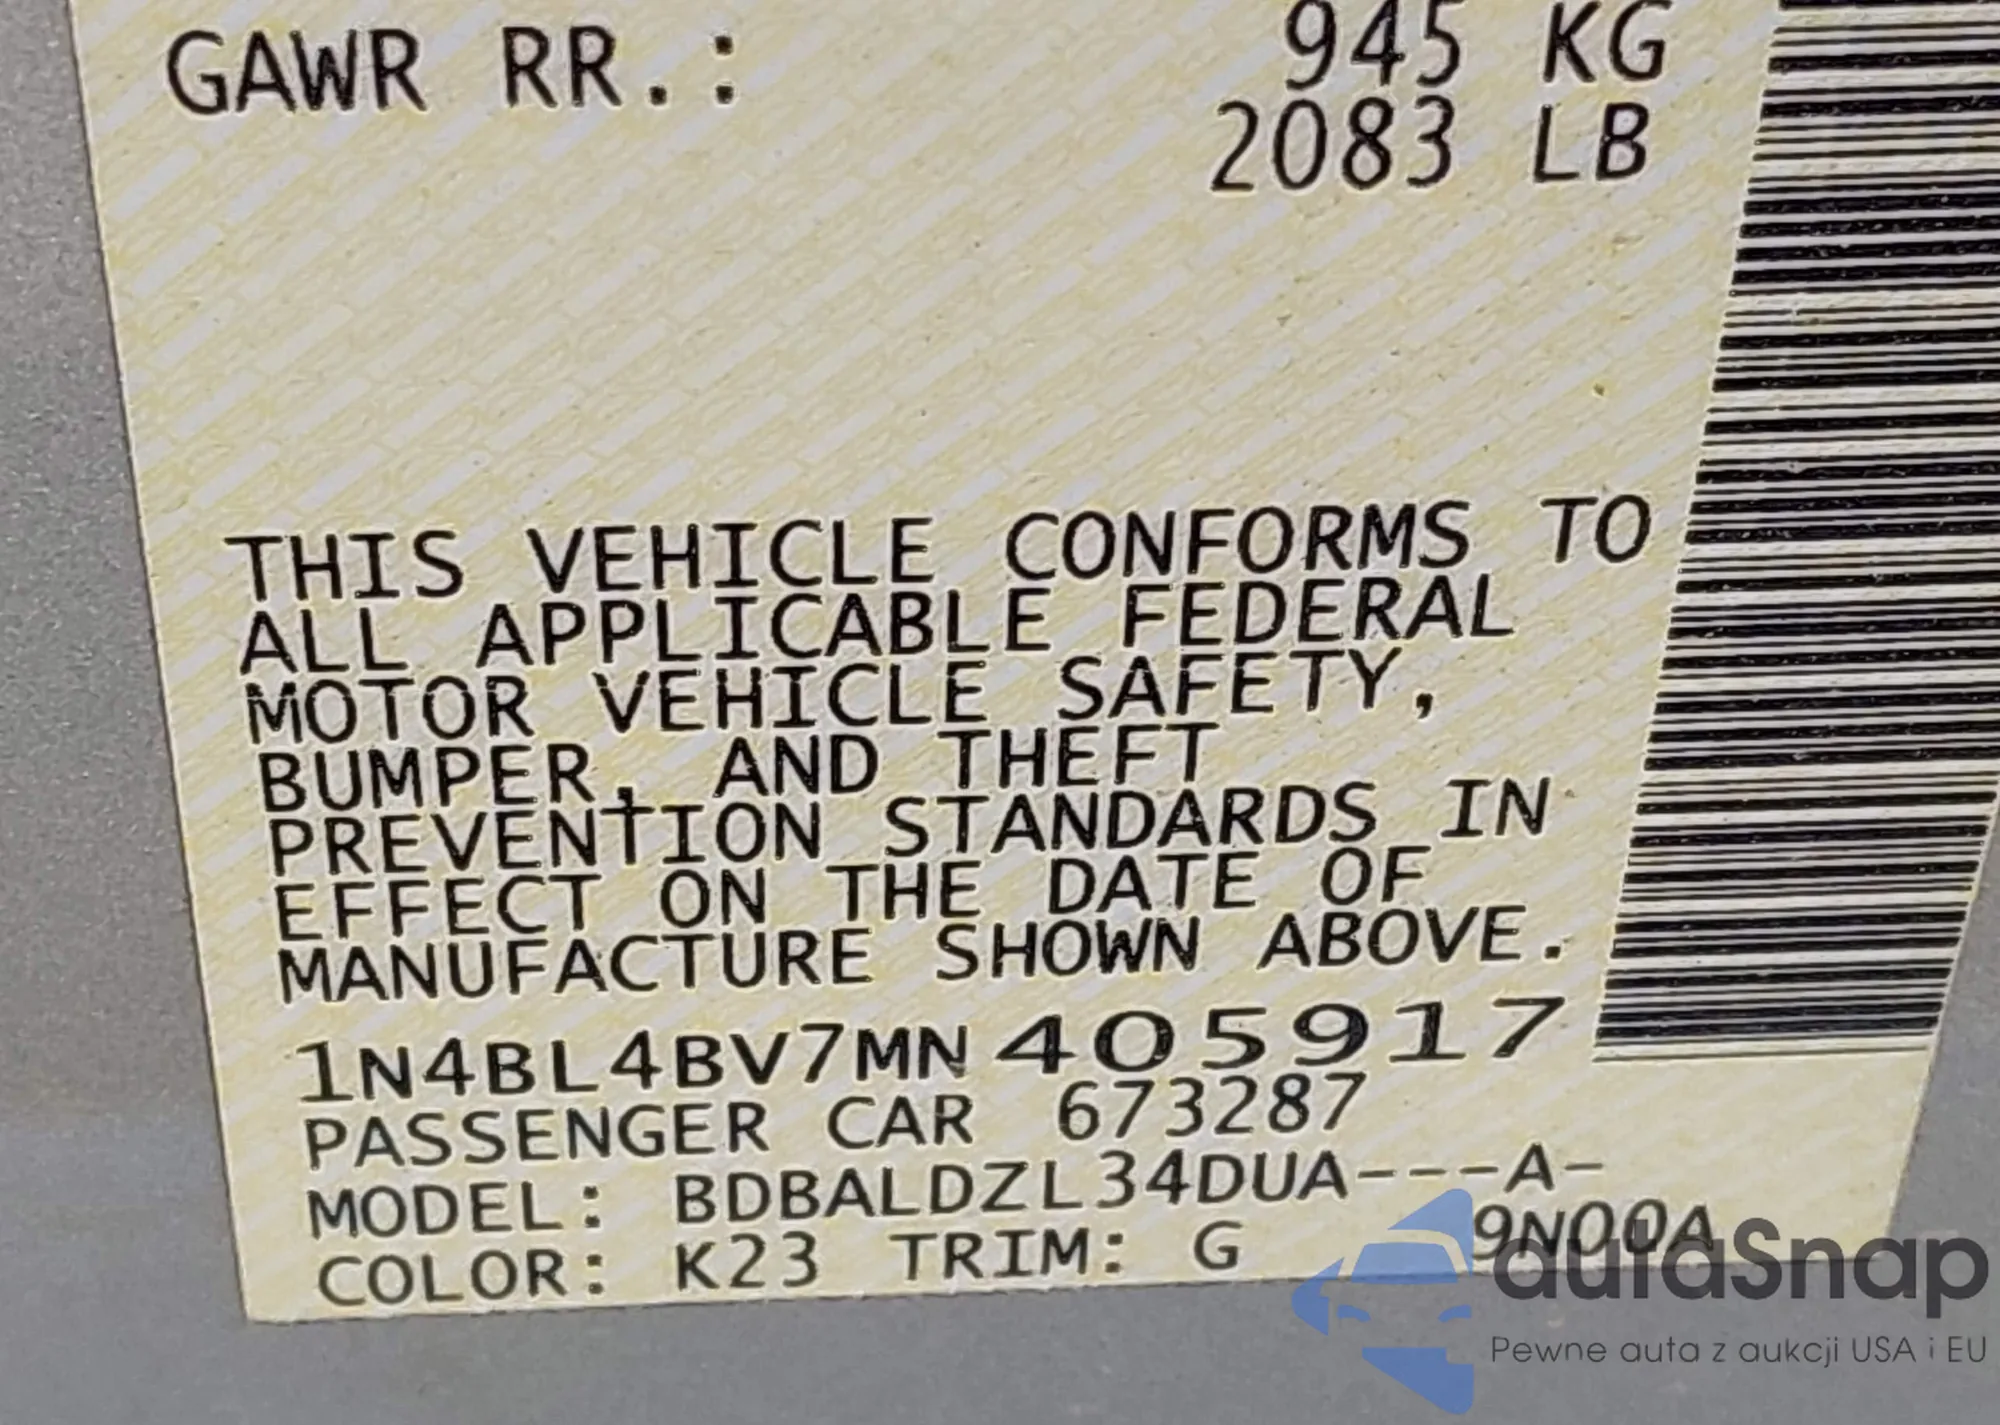 GAWR RR.: 945 KG
2083 LB
THIS VEHICLE CONFORMS TO
ALL APPLICABLE FEDERAL
MOTOR VEHICLE SAFETY,
BUMPER, AND THEFT
PREVENTION STANDARDS IN
EFFECT ON THE DATE OF
MANUFACTURE SHOWN ABOVE.
1N4BL4BV7MN405917
PASSENGER CAR 673287
MODEL: BDBALDZL34DUA---A-
COLOR: K23 TRIM: G 9N00A
autaSnap
Pewne auta z aukcji USA i EU